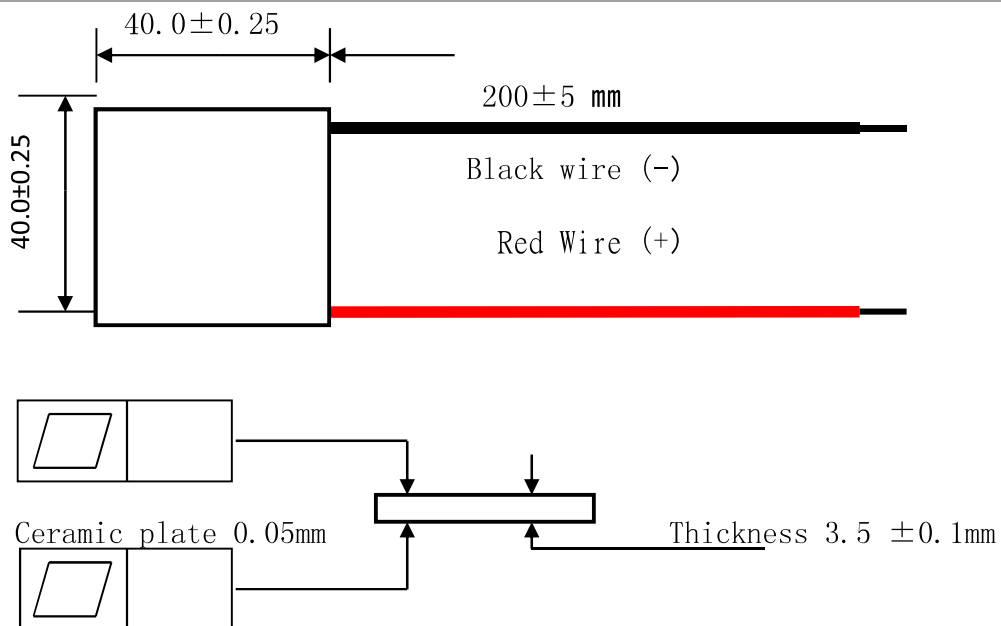 40.0±0.25
200±5 mm
40.0±0.25
Black wire (-)
Red Wire (+)
Ceramic plate 0.05mm
Thickness 3.5 ±0.1mm